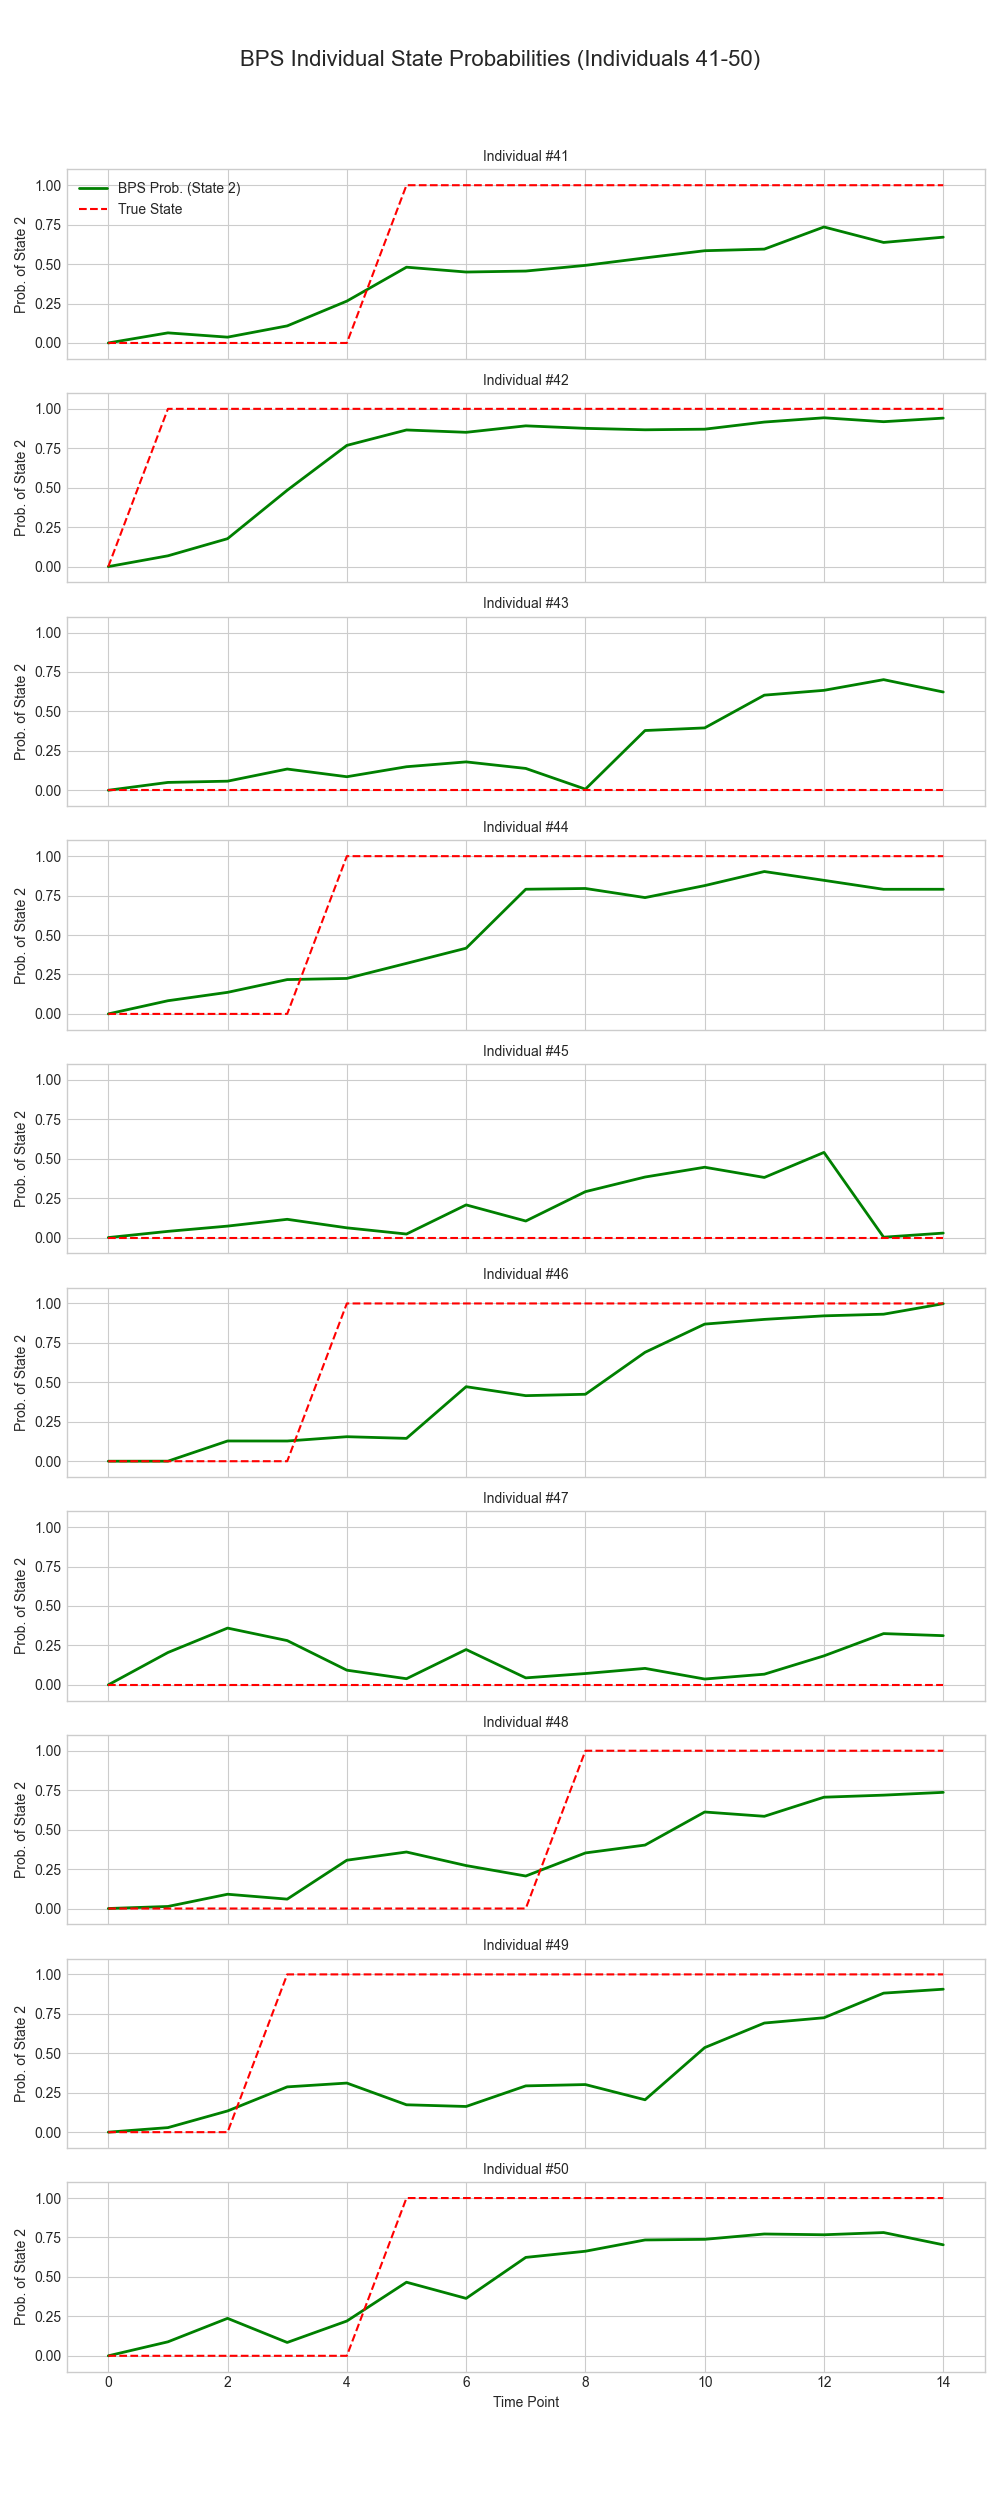 BPS Individual State Probabilities (Individuals 41-50)
Individual #41
BPS Prob. (State 2)
True State
Prob. of State 2
1.00
0.75
0.50
0.25
0.00
Individual #42
Prob. of State 2
1.00
0.75
0.50
0.25
0.00
Individual #43
Prob. of State 2
1.00
0.75
0.50
0.25
0.00
Individual #44
Prob. of State 2
1.00
0.75
0.50
0.25
0.00
Individual #45
Prob. of State 2
1.00
0.75
0.50
0.25
0.00
Individual #46
Prob. of State 2
1.00
0.75
0.50
0.25
0.00
Individual #47
Prob. of State 2
1.00
0.75
0.50
0.25
0.00
Individual #48
Prob. of State 2
1.00
0.75
0.50
0.25
0.00
Individual #49
Prob. of State 2
1.00
0.75
0.50
0.25
0.00
Individual #50
Prob. of State 2
1.00
0.75
0.50
0.25
0.00
0 2 4 6 8 10 12 14
Time Point